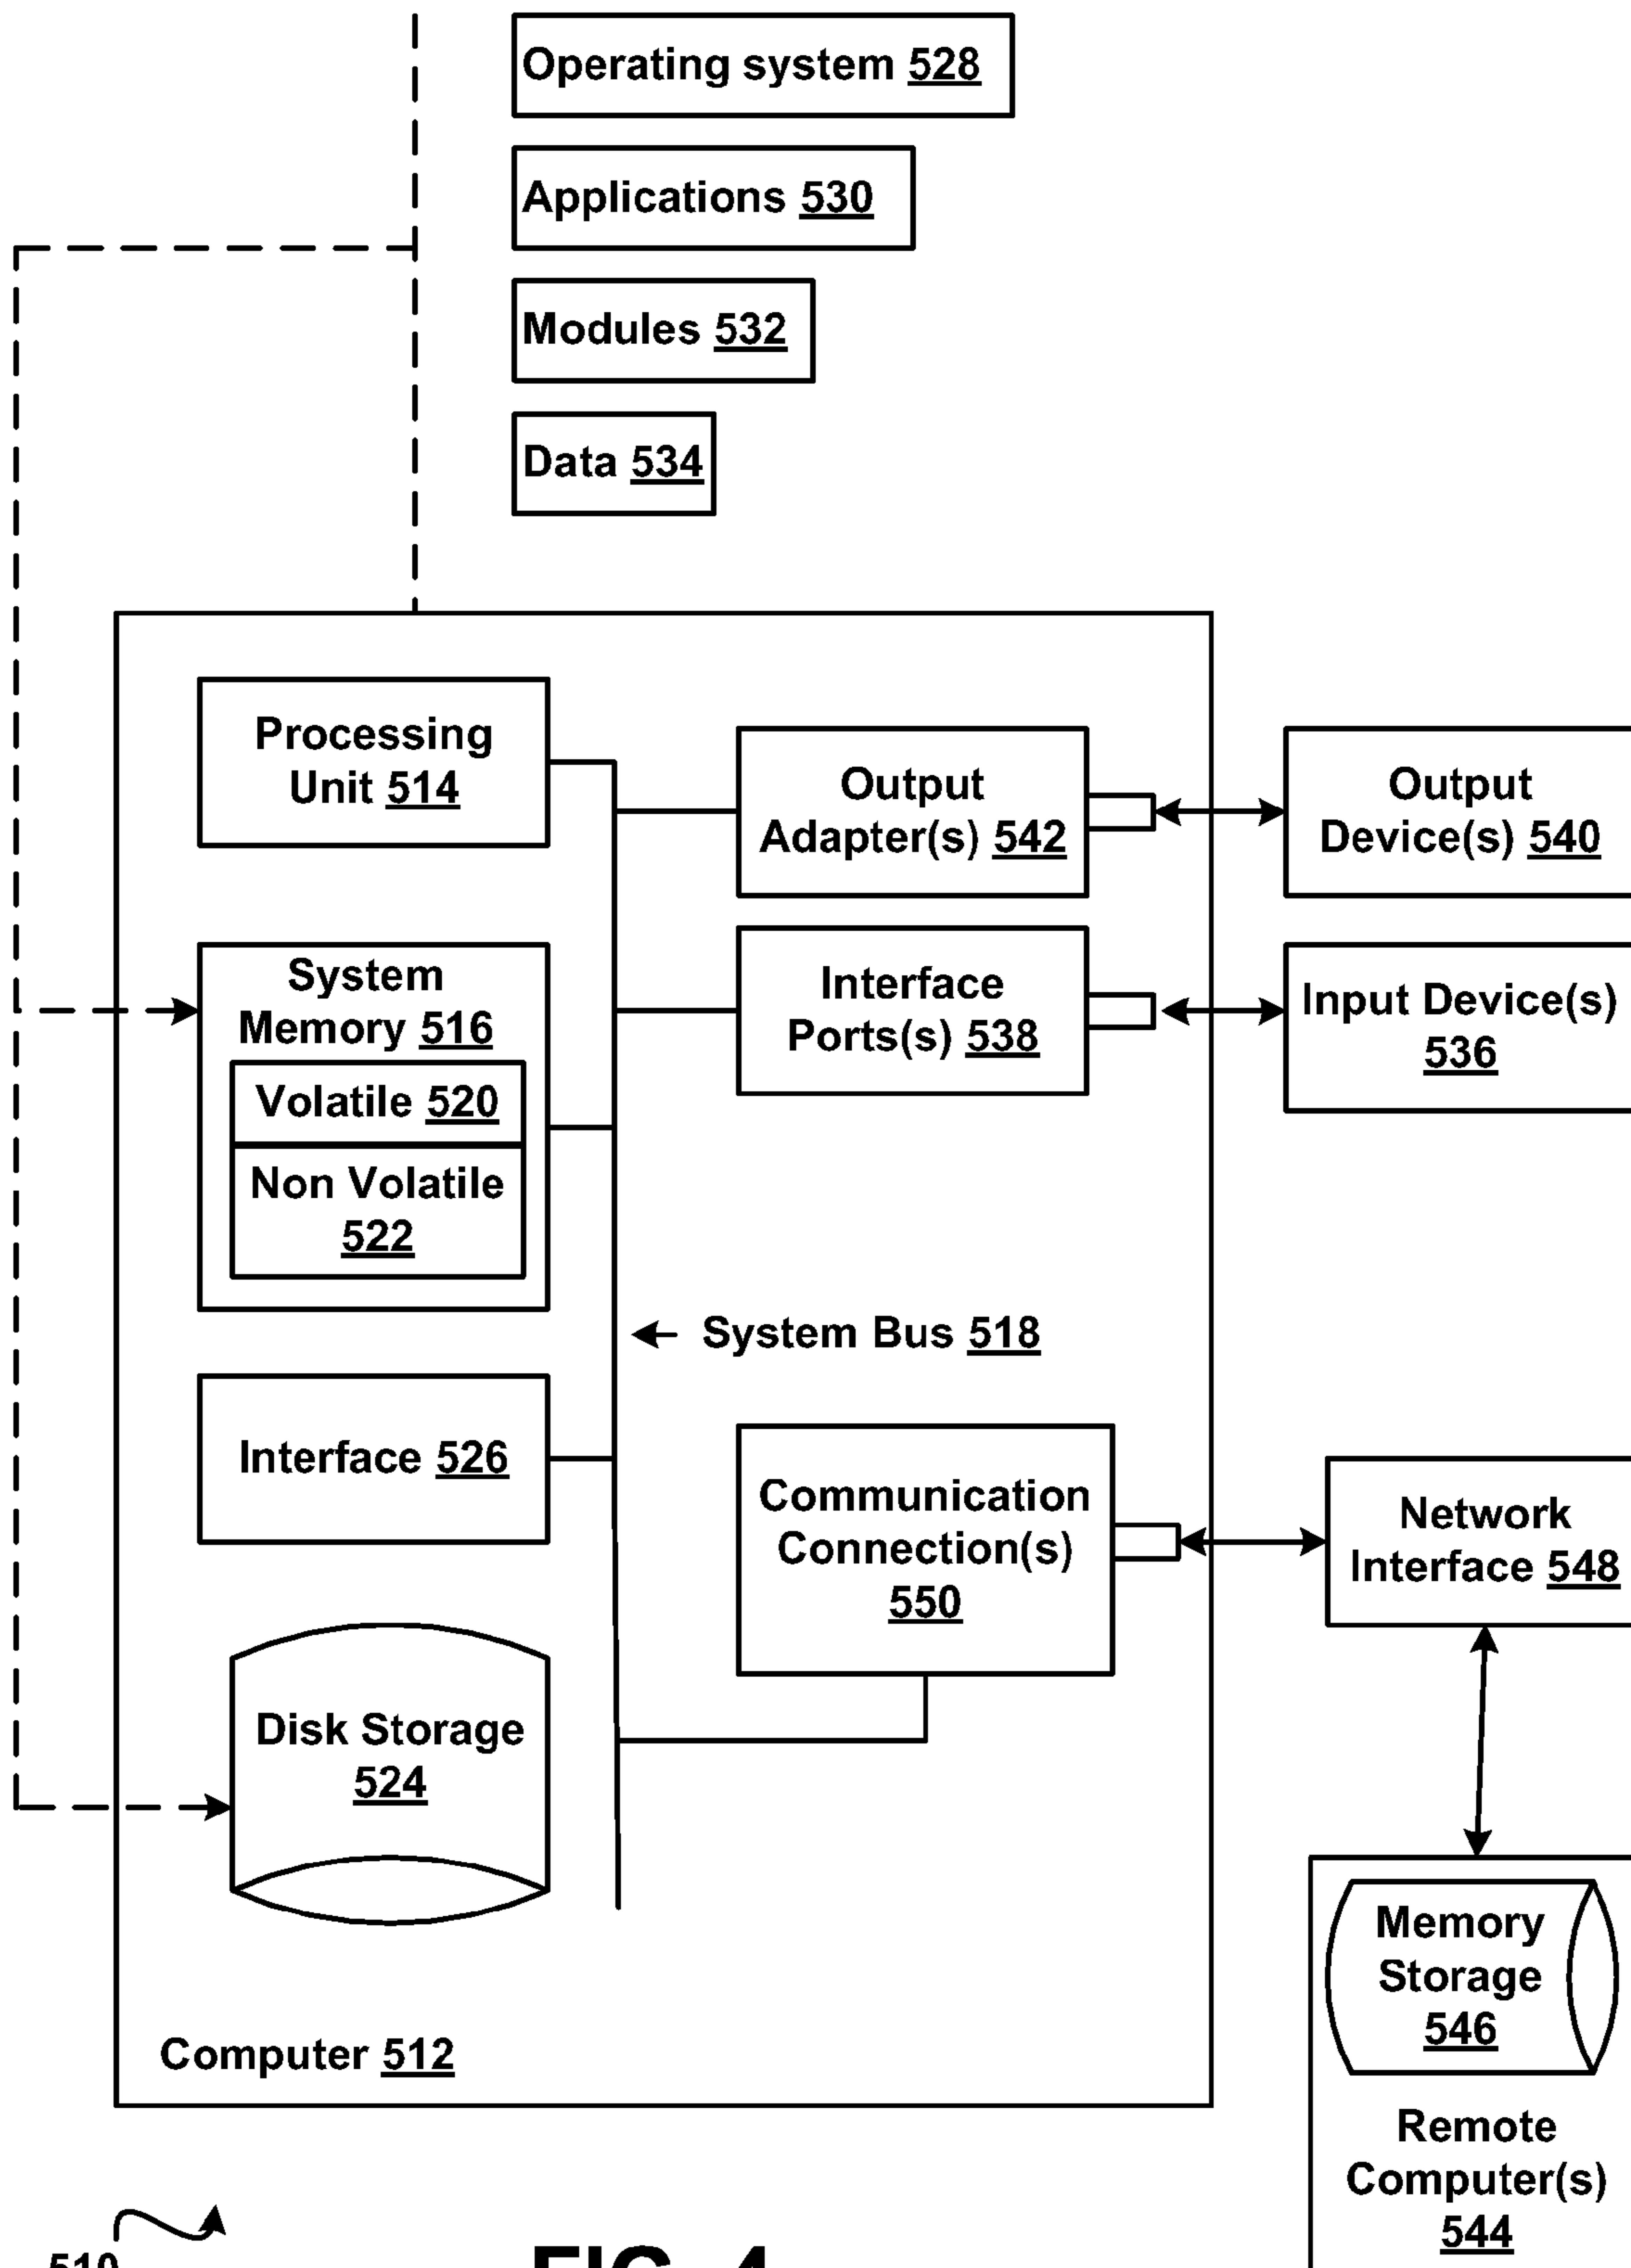 Operating system 528
Applications 530
Modules 532
Data 534
Processing
Unit 514
Output
Adapter(s) 542
Output
Device(s) 540
System
Memory 516
Volatile 520
Non Volatile
522
Interface
Ports(s) 538
Input Device(s)
536
System Bus 518
Interface 526
Communication
Connection(s)
550
Network
Interface 548
Disk Storage
524
Memory
Storage
546
Computer 512
Remote
Computer(s)
544
510
FIG. 4